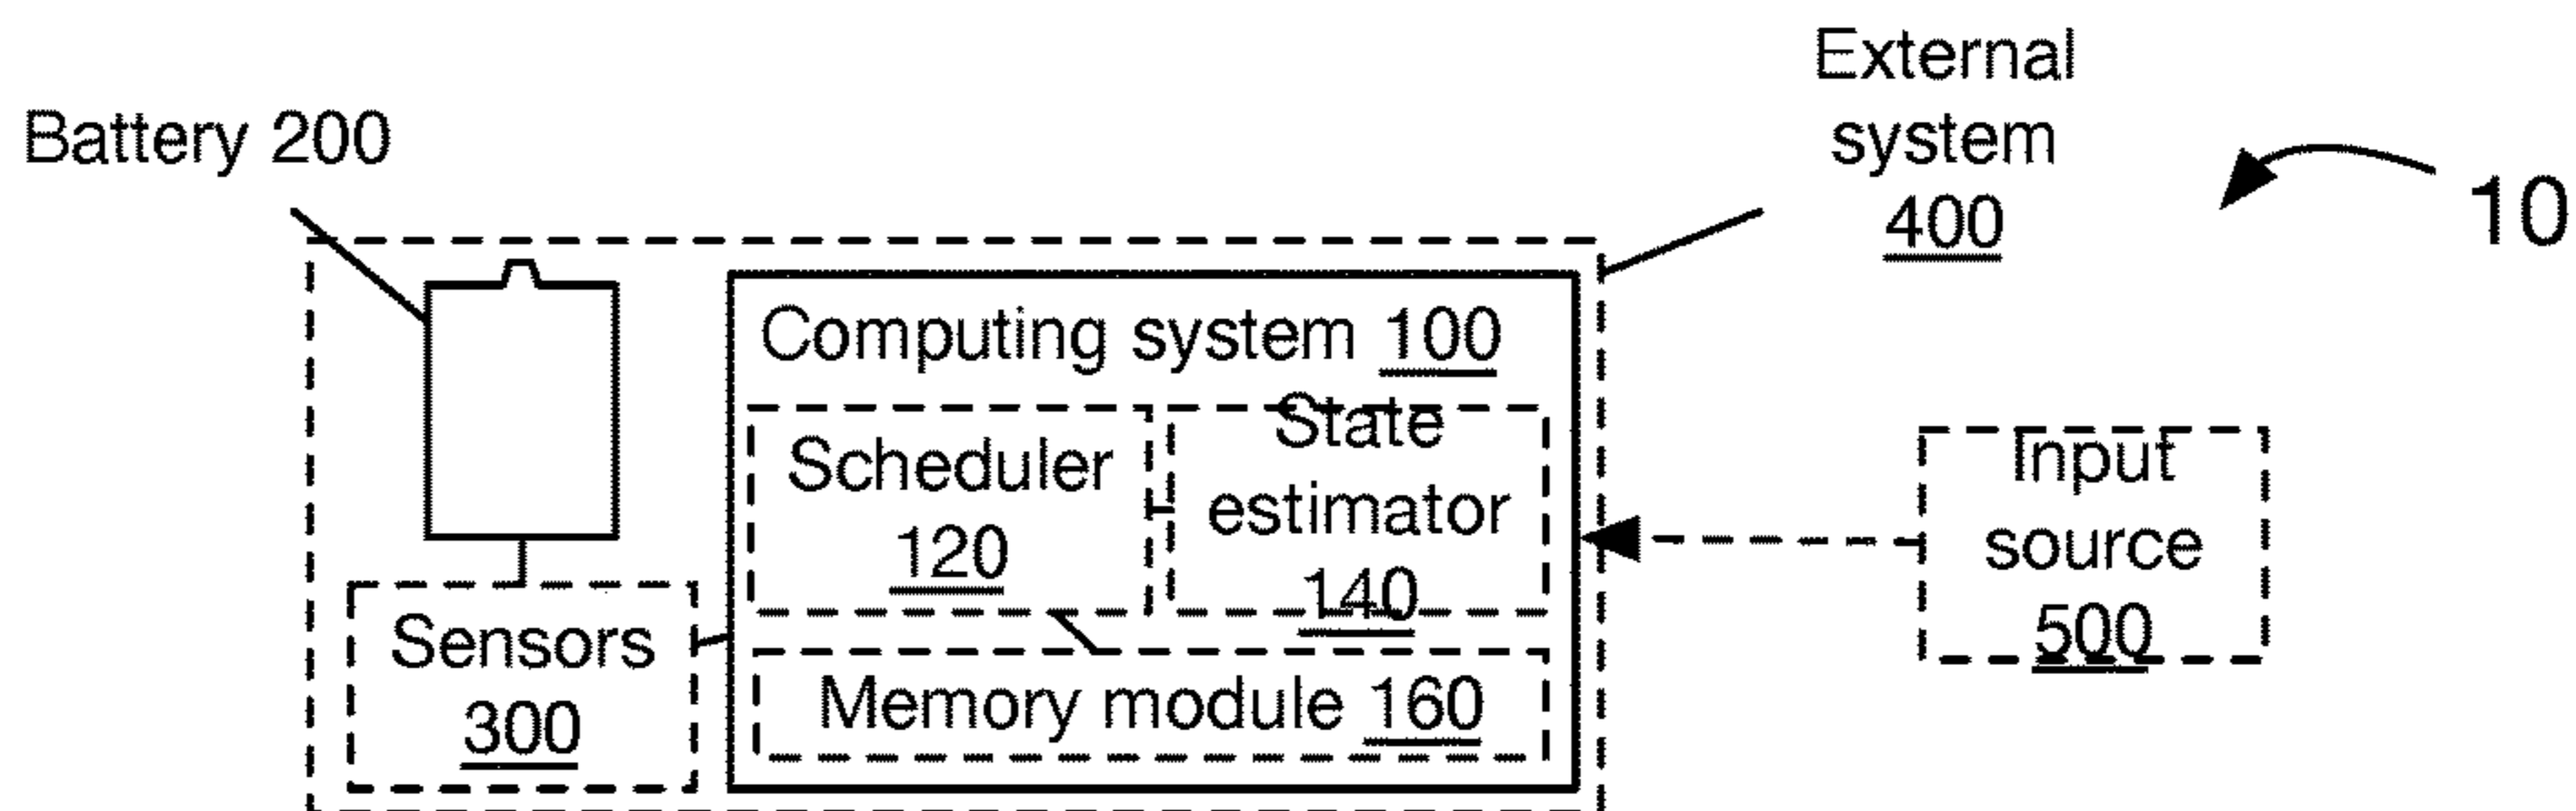 External
system
400
Battery 200
10
Computing system 100
Scheduler
120
State
estimator
140
Input
source
500
Sensors
300
Memory module 160